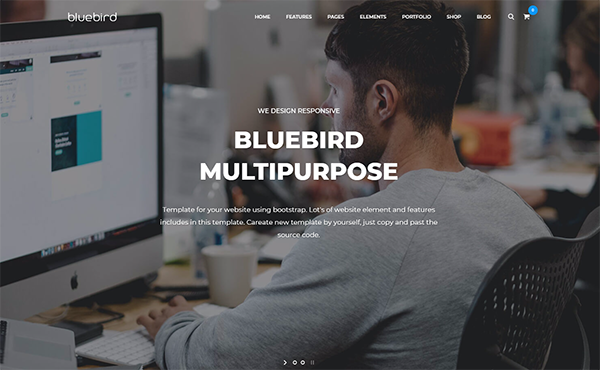 bluebird
HOME FEATURES PAGES ELEMENTS PORTFOLIO SHOP BLOG
WE DESIGN RESPONSIVE
BLUEBIRD
MULTIPURPOSE
Template for your website using bootstrap. Lot's of website element and features
includes in this template. Careate new template by yourself, just copy and past the
source code.